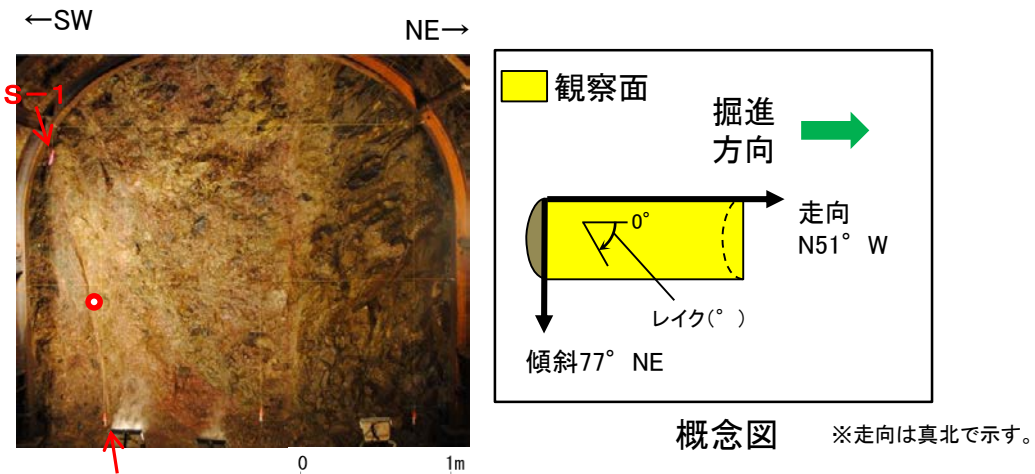 ←SW
NE→
S-1
0
1m
観察面
掘進
方向
0°
走向
N51°W
レイク(°)
傾斜77°NE
概念図
※走向は真北で示す。